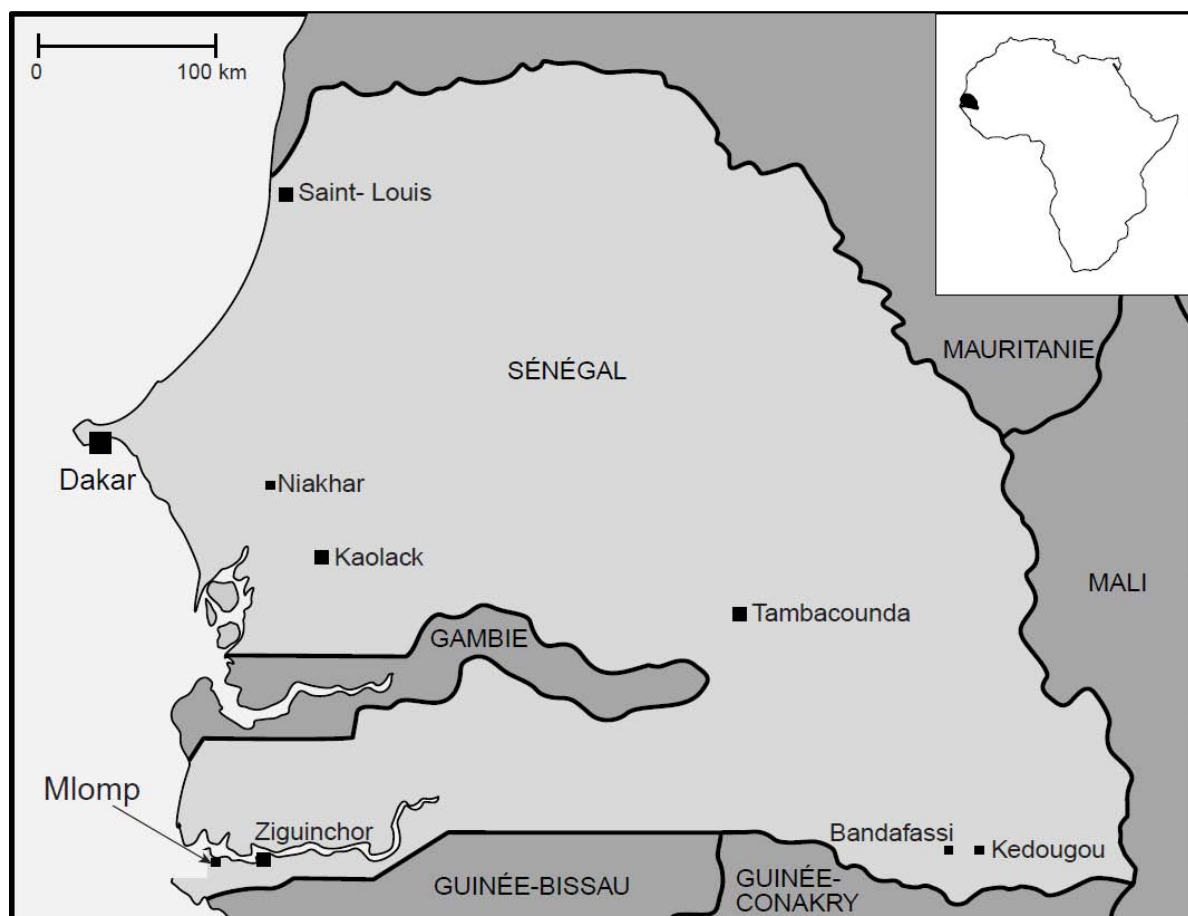 0
100 km
Saint- Louis
MAURITANIE
SÉNÉGAL
Dakar
Niakhar
Kaolack
MALI
Tambacounda
GAMBIE
Mlomp
Ziguinchor
Bandafassi
Kedougou
GUINÉE-BISSAU
GUINÉE-
CONAKRY